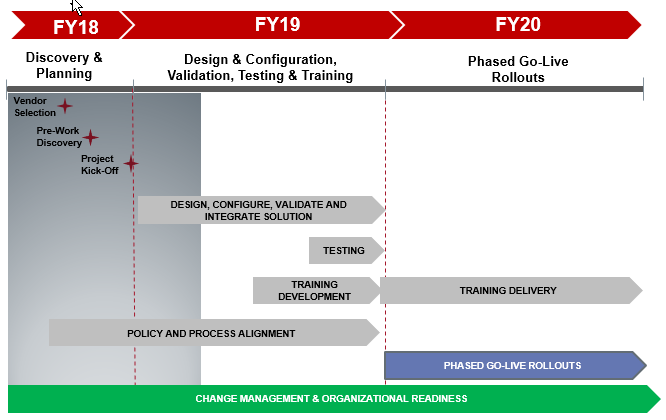 FY18
FY19
FY20
Discovery &
Planning
Design & Configuration,
Validation, Testing & Training
Phased Go-Live
Rollouts
Vendor
Selection
Pre-Work
Discovery
Project
Kick-Off
DESIGN, CONFIGURE, VALIDATE AND
INTEGRATE SOLUTION
TESTING
TRAINING
DEVELOPMENT
TRAINING DELIVERY
POLICY AND PROCESS ALIGNMENT
PHASED GO-LIVE ROLLOUTS
CHANGE MANAGEMENT & ORGANIZATIONAL READINESS